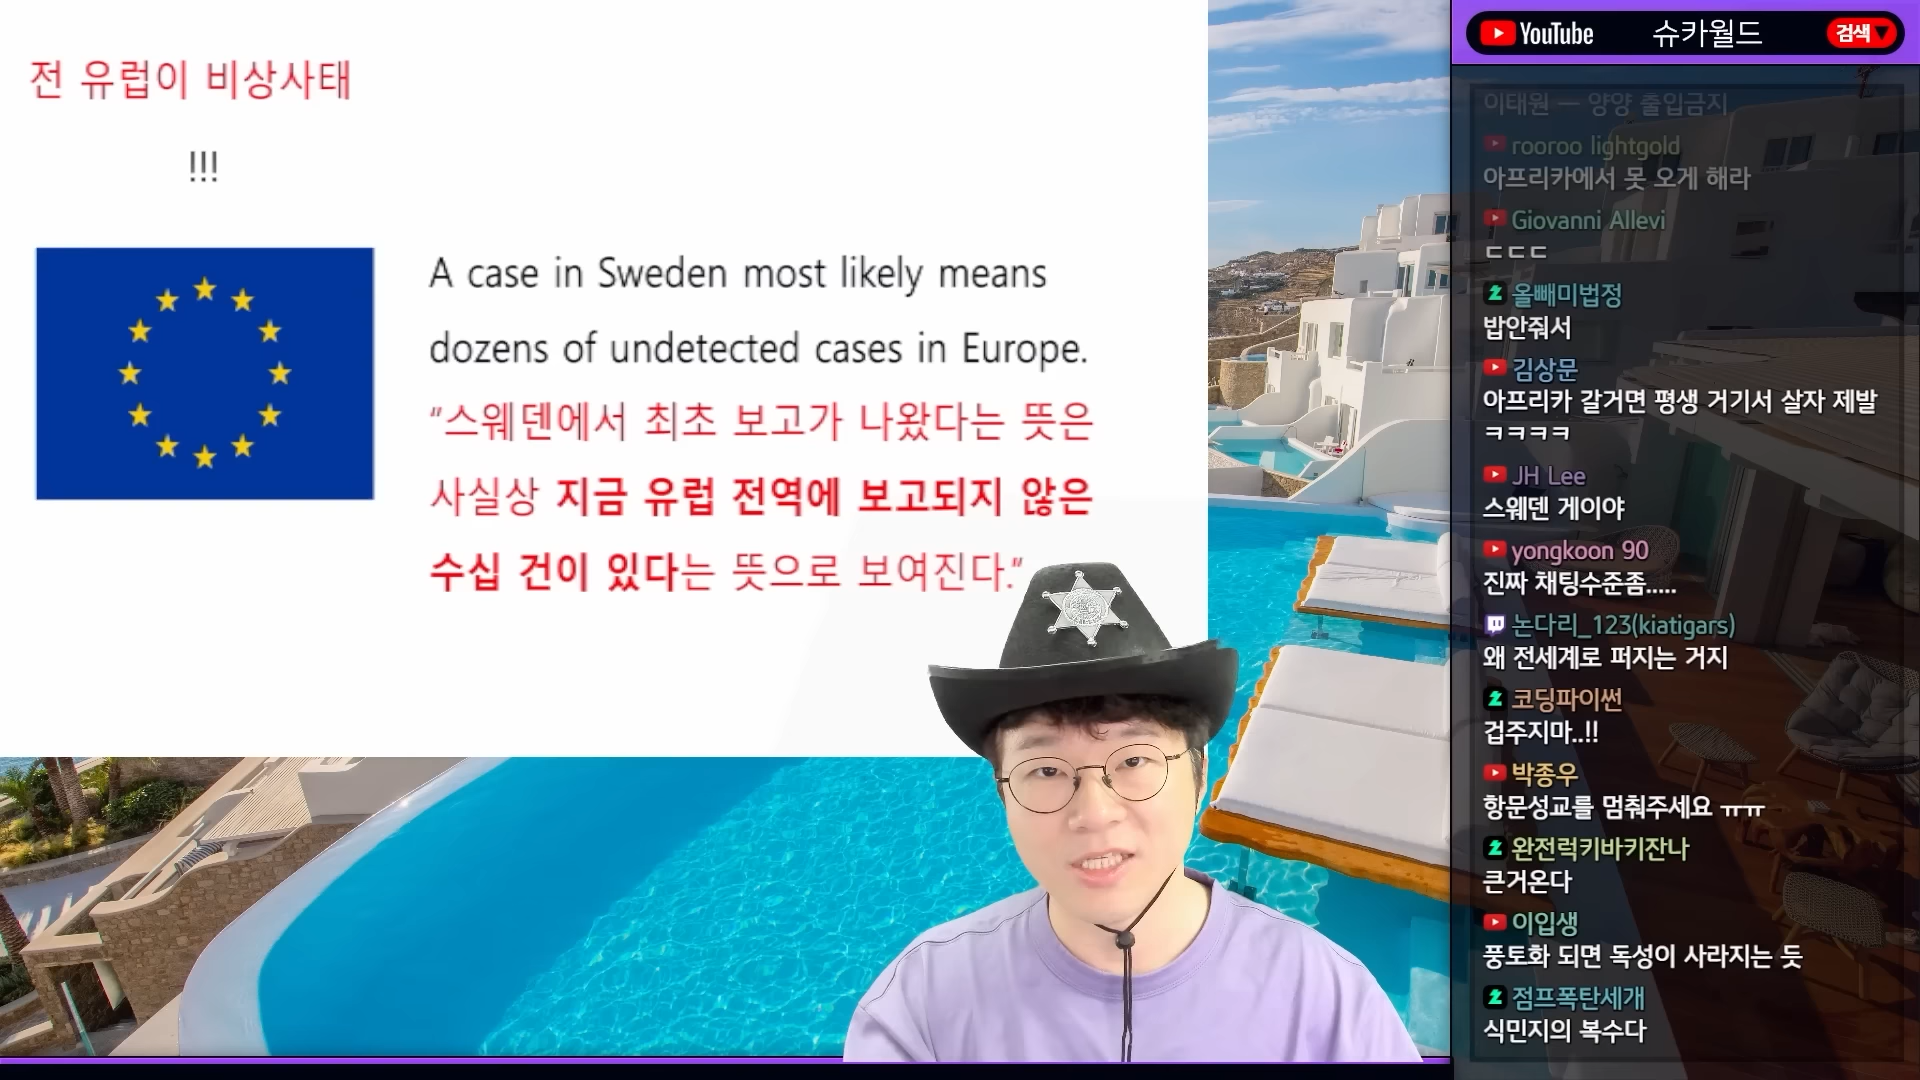 전 유럽이 비상사태
!!!
A case in Sweden most likely means
dozens of undetected cases in Europe.
"스웨덴에서 최초 보고가 나왔다는 뜻은
사실상 지금 유럽 전역에 보고되지 않은
수십 건이 있다는 뜻으로 보여진다."
YouTube 슈카월드 검색▼
이태원 — 양양 출입금지
rooroo lightgold
아프리카에서 못 오게 해라
Giovanni Allevi
ㄷㄷㄷ
올빼미법정
밥안줘서
김상문
아프리카 갈거면 평생 거기서 살자 제발
ㅋㅋㅋㅋ
JH Lee
스웨덴 게이야
yongkoon 90
진짜 채팅수준좀.....
논다리_123(kiatigars)
왜 전세계로 퍼지는 거지
코딩파이썬
겁주지마..!!
박종우
항문성교를 멈춰주세요 ㅠㅠ
완전럭키바키잔나
큰거온다
이입생
풍토화 되면 독성이 사라지는 듯
점프폭탄세개
식민지의 복수다